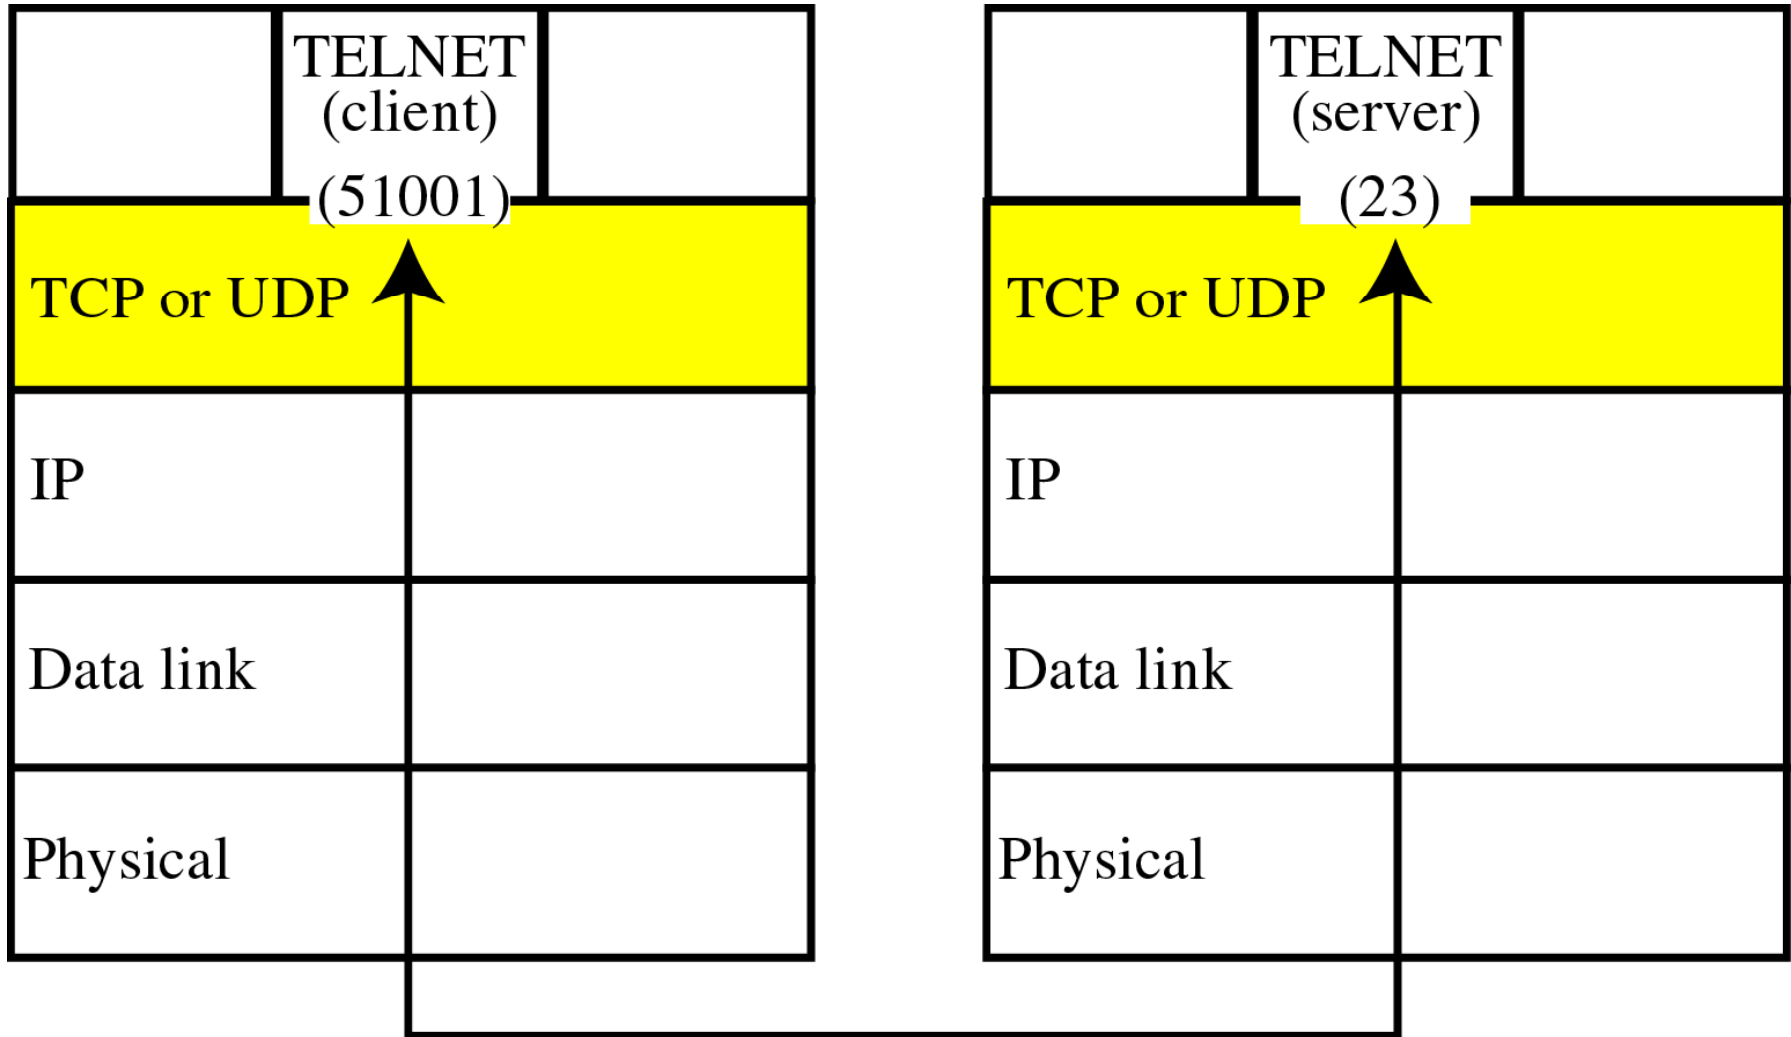 TELNET
(client)
(51001)
TCP or UDP
IP
Data link
Physical
TELNET
(server)
(23)
TCP or UDP
IP
Data link
Physical